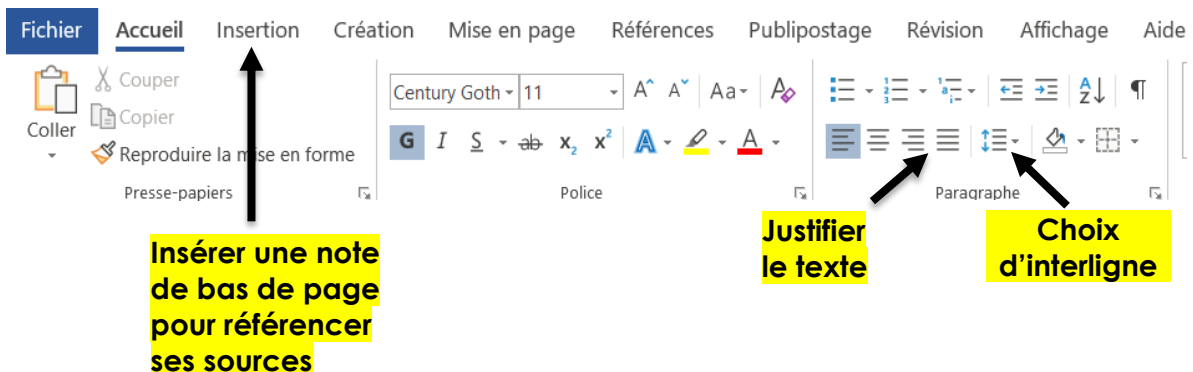 Fichier Accueil Insertion Création Mise en page Références Publipostage Révision Affichage Aide
Couper
Copier
Coller
Reproduire la mise en forme
Presse-papiers
Century Goth 11 A^ Aˇ Aa A
G I S ab x₂ x² A A
Police
Paragraphe
Insérer une note
de bas de page
pour référencer
ses sources
Justifier
le texte
Choix
d’interligne